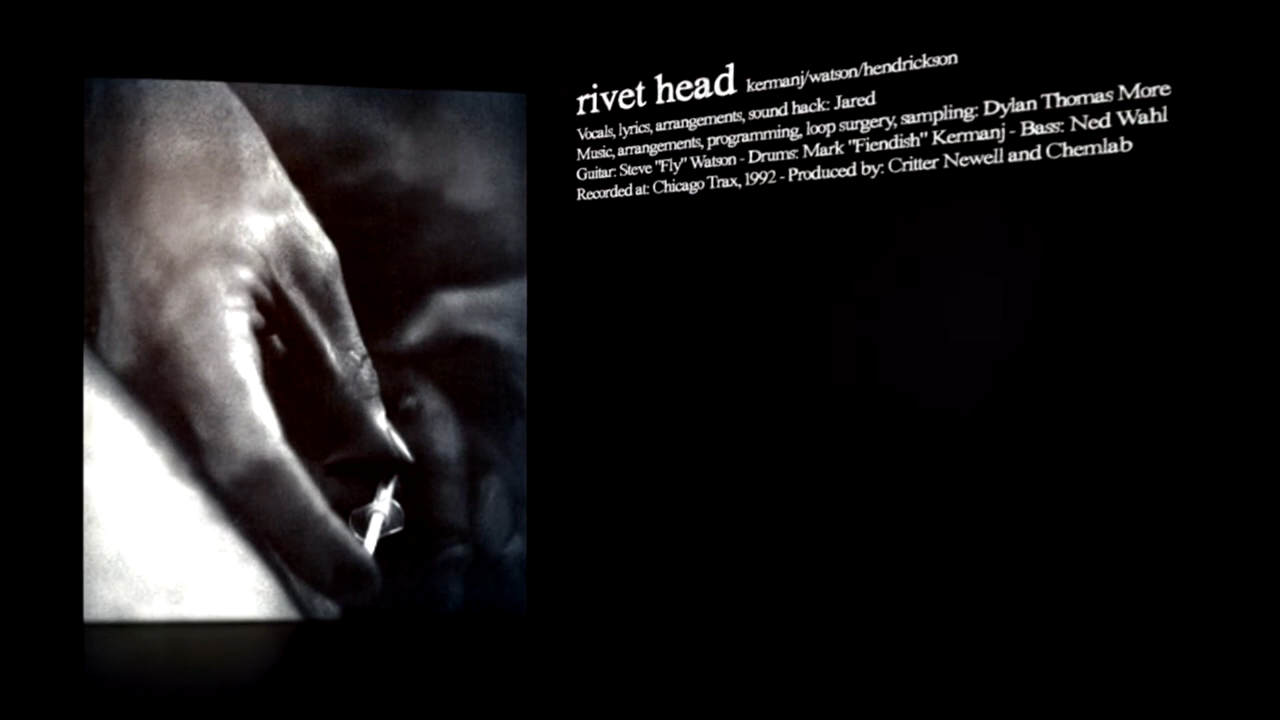 rivet head kermanj/watson/hendrickson
Vocals, lyrics, arrangements, sound hack: Jared
Music, arrangements, programming, loop surgery, sampling: Dylan Thomas More
Guitar: Steve "Fly" Watson - Drums: Mark "Fiendish" Kermanj - Bass: Ned Wahl
Recorded at: Chicago Trax, 1992 - Produced by: Critter Newell and Chemlab